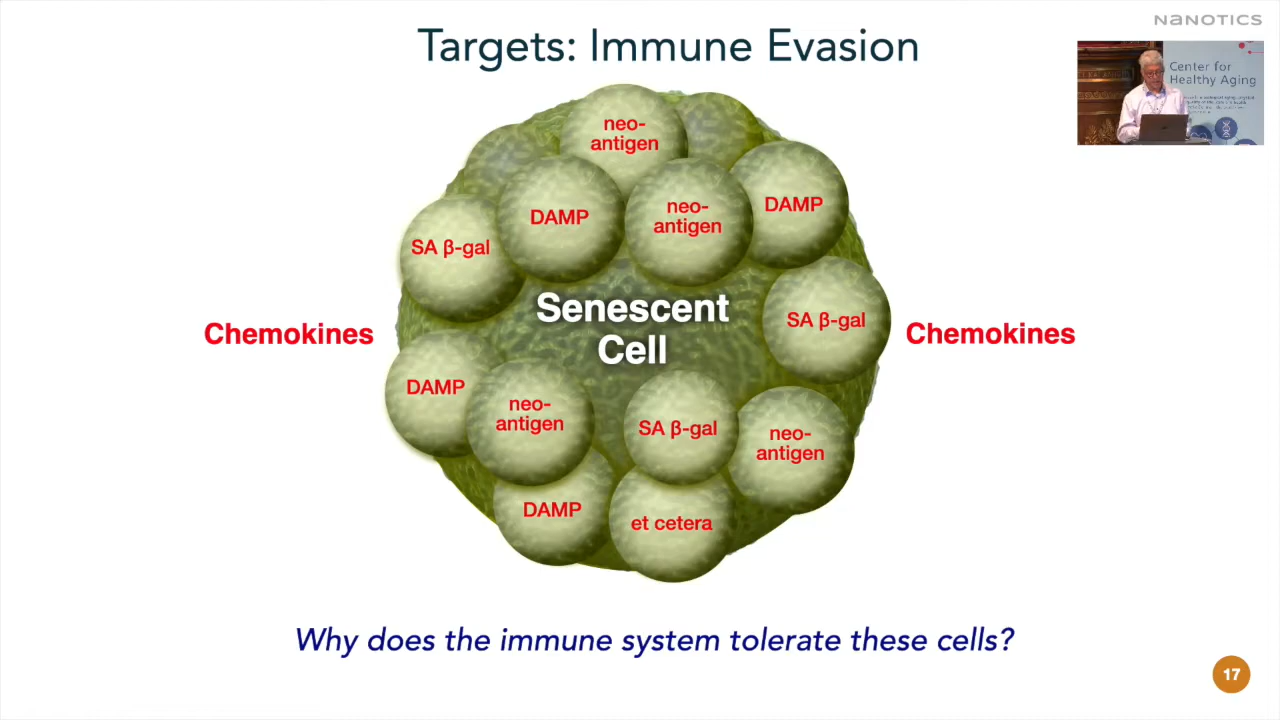 NANOTICS
Targets: Immune Evasion
Center for
Healthy Aging
neo-
antigen
DAMP
neo-
antigen
DAMP
SA β-gal
Senescent
Cell
SA β-gal
Chemokines
Chemokines
DAMP
neo-
antigen
SA β-gal
neo-
antigen
DAMP
et cetera
Why does the immune system tolerate these cells?
17